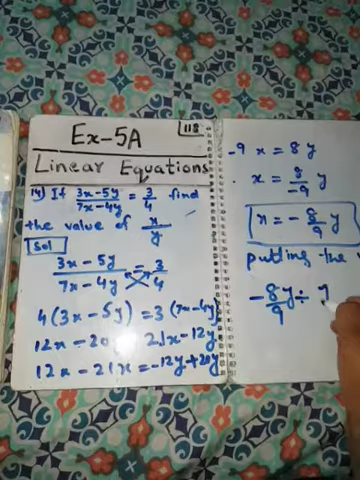 118
Ex-5A
Linear Equations
14) If (3x-5y)/(7x-4y) = 3/4 find
the value of x/y
Sol
(3x-5y)/(7x-4y) = 3/4
4(3x-5y) = 3(7x-4y)
12x-20 21x-12y
12x-21x = -12y+20y
-9 x = 8y
x = 8/-9 y
x = -8/9 y
putting the
-8/9 y ÷ y